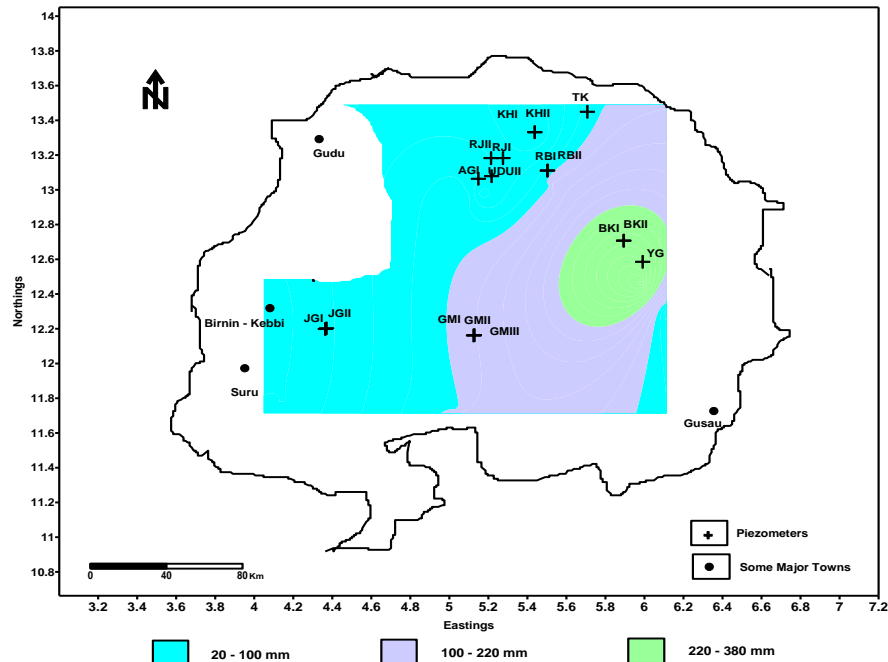 14
13.8
13.6
13.4
13.2
13
12.8
12.6
12.4
12.2
12
11.8
11.6
11.4
11.2
11
10.8
Northings
N
TK
KHI KHII
Gudu
RJII RJI
RBI RBII
AGI UDUII
BKI BKII
YG
Birnin - Kebbi
JGI JGII
GMI GMII
GMIII
Suru
Gusau
Piezometers
Some Major Towns
0 40 80 Km
3.2 3.4 3.6 3.8 4 4.2 4.4 4.6 4.8 5 5.2 5.4 5.6 5.8 6 6.2 6.4 6.6 6.8 7 7.2
Eastings
20 - 100 mm 100 - 220 mm 220 - 380 mm